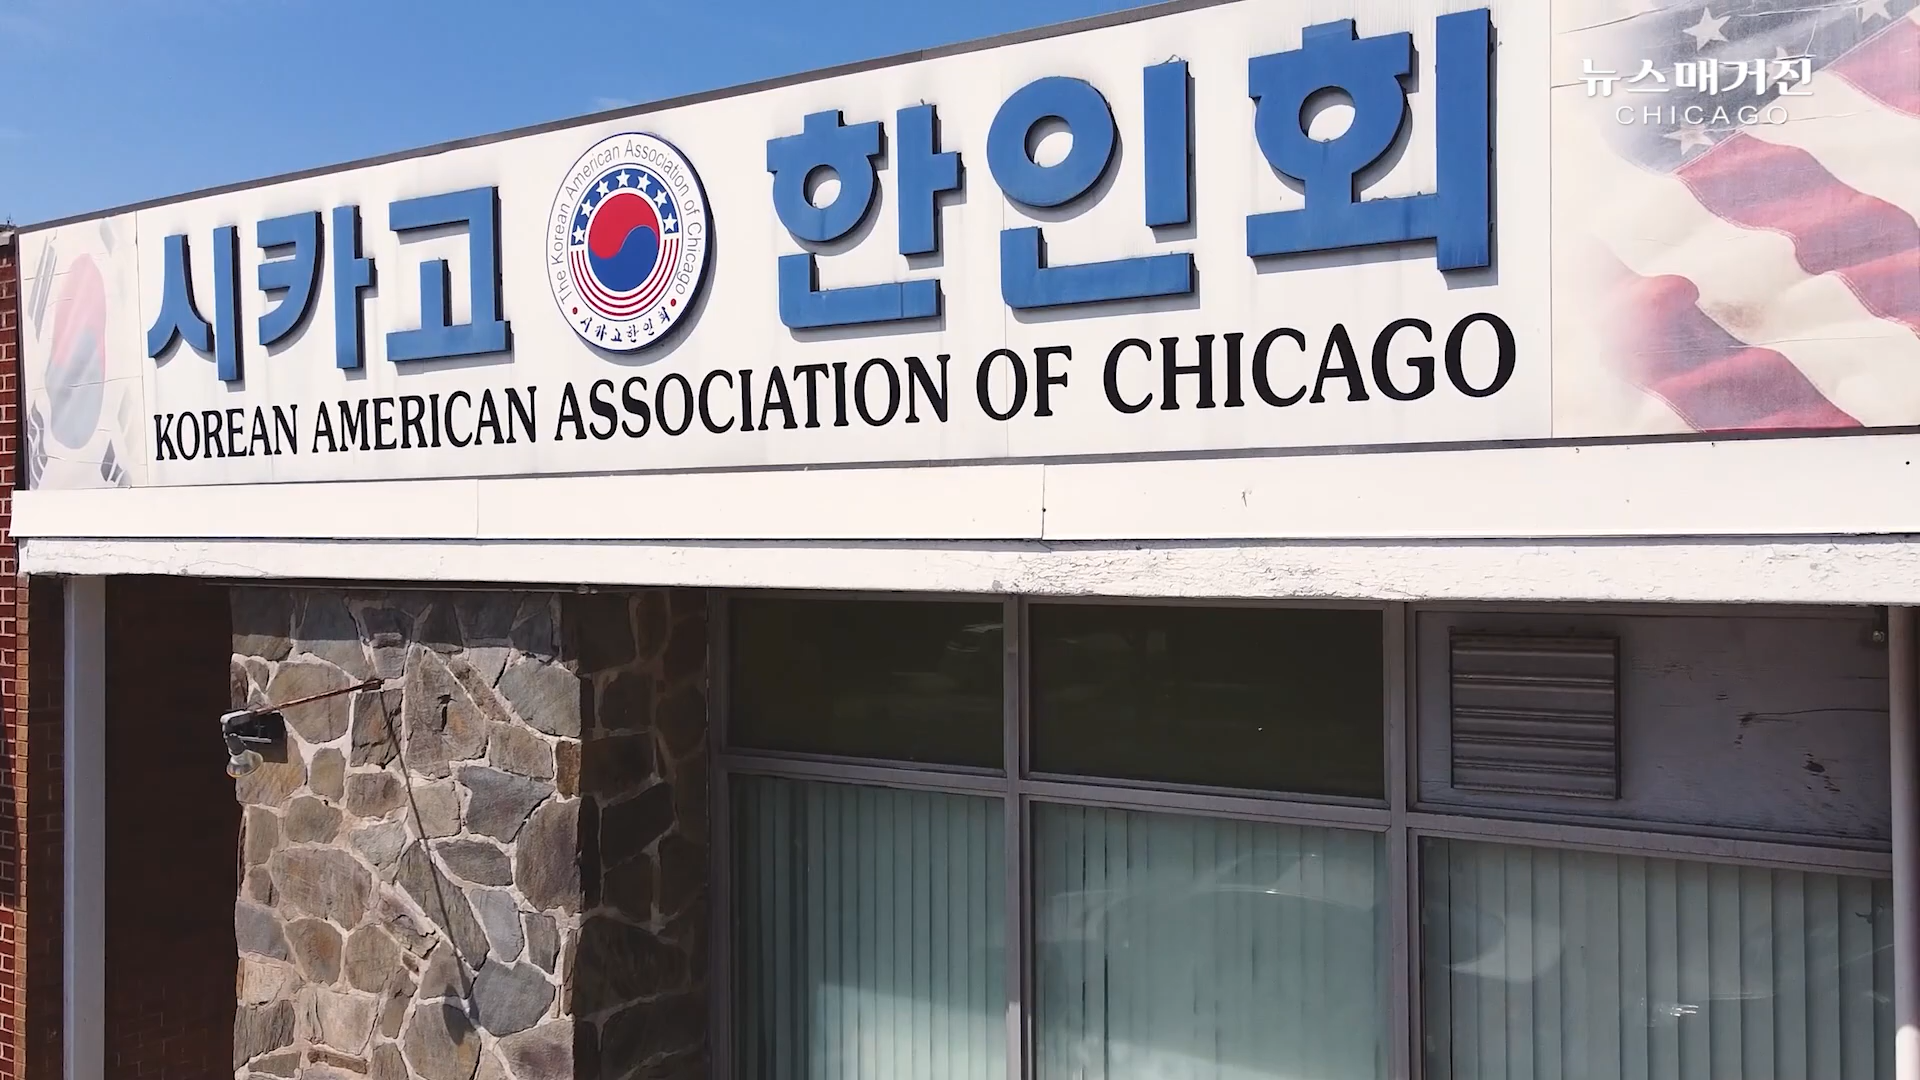 뉴스매거진
CHICAGO
시카고 한인회
The Korean American Association of Chicago
시카고한인회
KOREAN AMERICAN ASSOCIATION OF CHICAGO